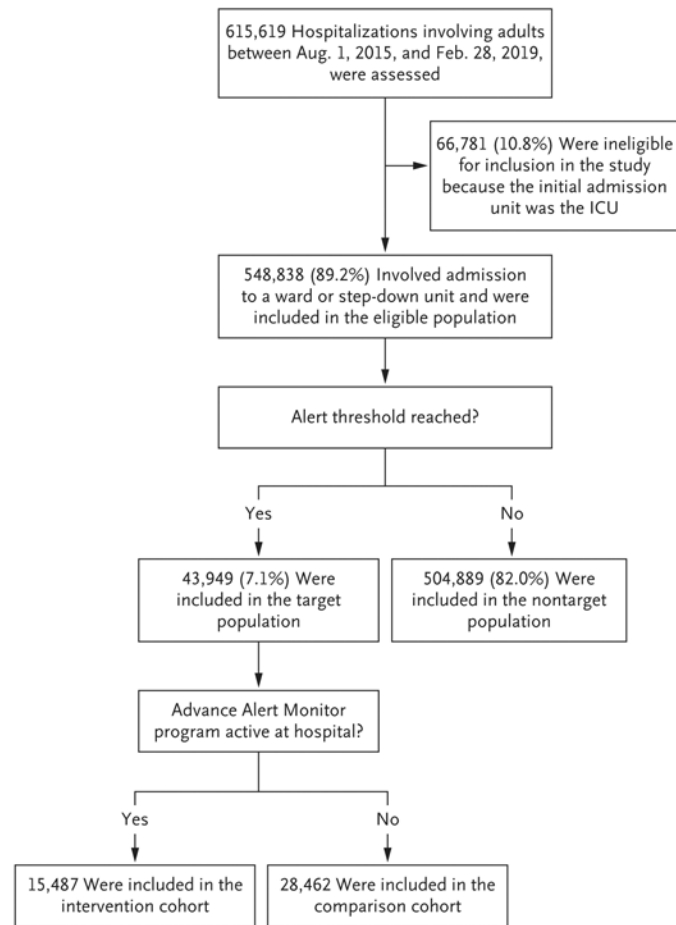 615,619 Hospitalizations involving adults
between Aug. 1, 2015, and Feb. 28, 2019,
were assessed
66,781 (10.8%) Were ineligible
for inclusion in the study
because the initial admission
unit was the ICU
548,838 (89.2%) Involved admission
to a ward or step-down unit and were
included in the eligible population
Alert threshold reached?
Yes
No
43,949 (7.1%) Were
included in the target
population
504,889 (82.0%) Were
included in the nontarget
population
Advance Alert Monitor
program active at hospital?
Yes
No
15,487 Were included in the
intervention cohort
28,462 Were included in the
comparison cohort